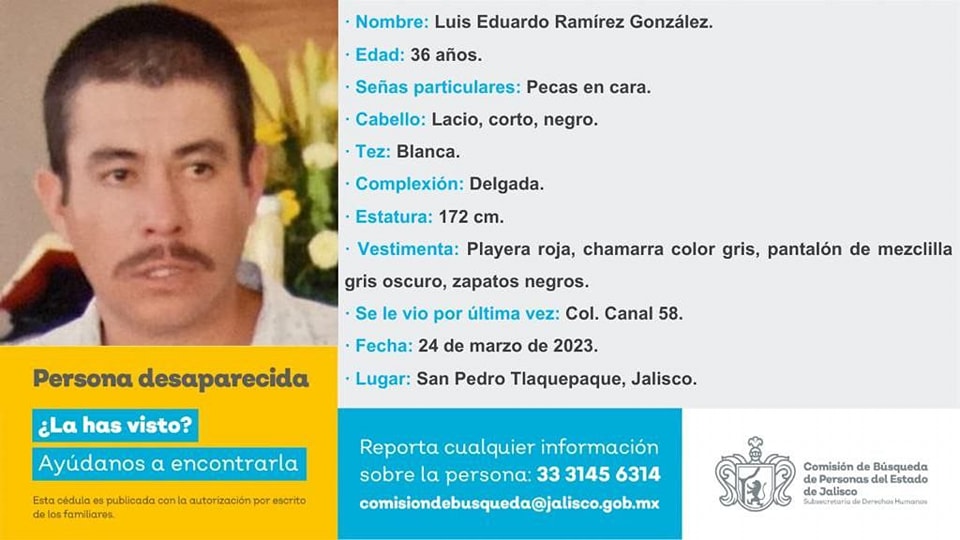 · Nombre: Luis Eduardo Ramírez González.
· Edad: 36 años.
· Señas particulares: Pecas en cara.
· Cabello: Lacio, corto, negro.
· Tez: Blanca.
· Complexión: Delgada.
· Estatura: 172 cm.
· Vestimenta: Playera roja, chamarra color gris, pantalón de mezclilla
gris oscuro, zapatos negros.
· Se le vio por última vez: Col. Canal 58.
· Fecha: 24 de marzo de 2023.
· Lugar: San Pedro Tlaquepaque, Jalisco.
Persona desaparecida
¿La has visto?
Ayúdanos a encontrarla
Esta cédula es publicada con la autorización por escrito
de los familiares.
Reporta cualquier información
sobre la persona: 33 3145 6314
comisiondebusqueda@jalisco.gob.mx
Comisión de Búsqueda
de Personas del Estado
de Jalisco
Subsecretaría de Derechos Humanos